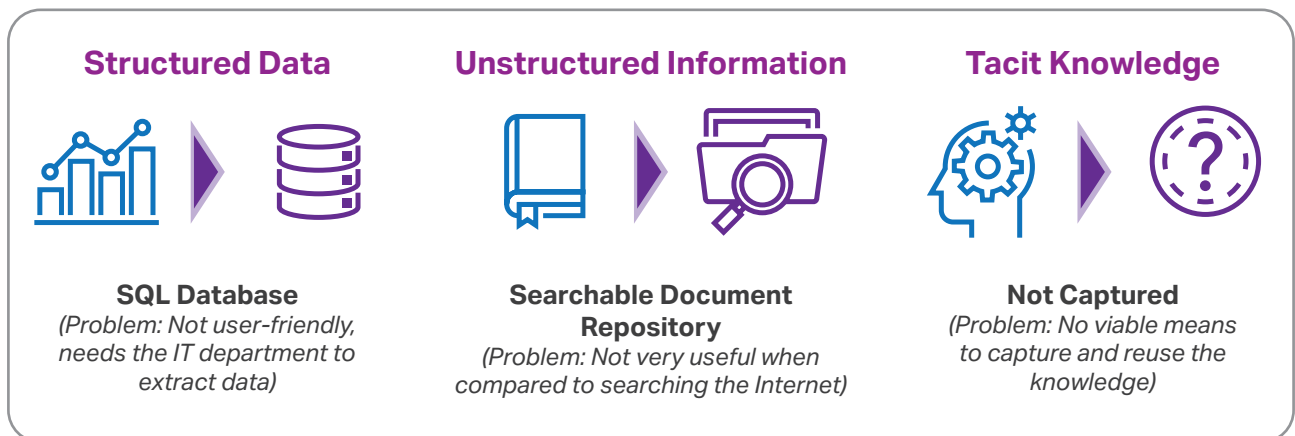 Structured Data
SQL Database
(Problem: Not user-friendly,
needs the IT department to
extract data)
Unstructured Information
Searchable Document
Repository
(Problem: Not very useful when
compared to searching the Internet)
Tacit Knowledge
?
Not Captured
(Problem: No viable means
to capture and reuse the
knowledge)